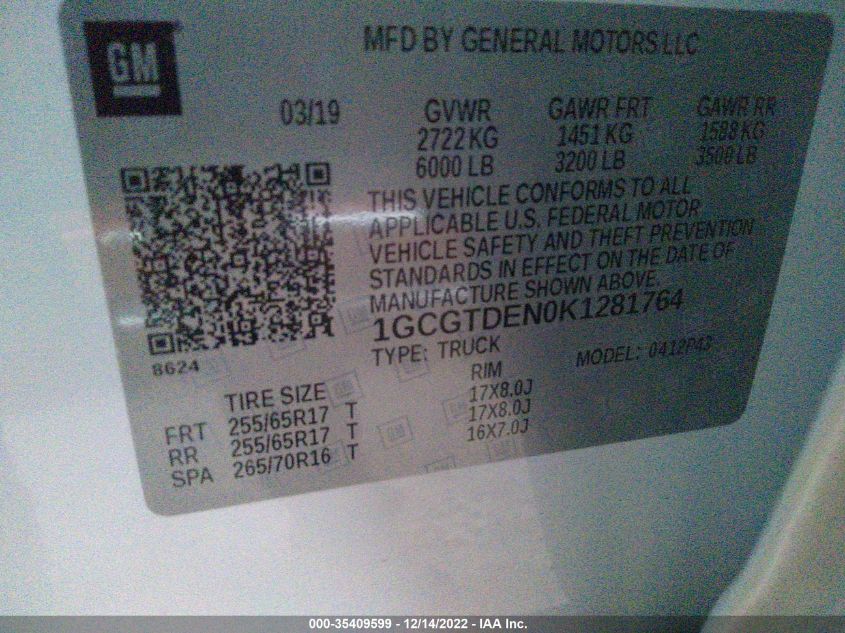 GM
MFD BY GENERAL MOTORS LLC
03/19 GVWR GAWR FRT GAWR RR
2722 KG 1451 KG 1588 KG
6000 LB 3200 LB 3500 LB
THIS VEHICLE CONFORMS TO ALL
APPLICABLE U.S. FEDERAL MOTOR
VEHICLE SAFETY AND THEFT PREVENTION
STANDARDS IN EFFECT ON THE DATE OF
MANUFACTURE SHOWN ABOVE.
1GCGTDEN0K1281764
8624 TYPE: TRUCK MODEL: 0412P43
TIRE SIZE RIM
FRT 255/65R17 T 17X8.0J
RR 255/65R17 T 17X8.0J
SPA 265/70R16 T 16X7.0J
000-35409599 - 12/14/2022 - IAA Inc.